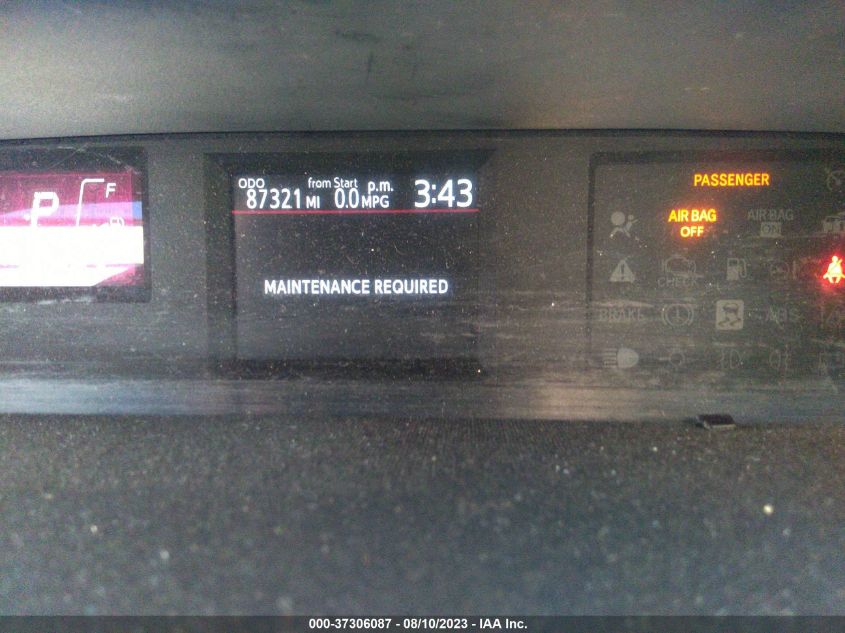 P
F
ODO from Start p.m.
87321 MI 0.0 MPG 3:43
MAINTENANCE REQUIRED
PASSENGER
AIR BAG OFF
AIR BAG ON
CHECK
BRAKE ABS
000-37306087 - 08/10/2023 - IAA Inc.